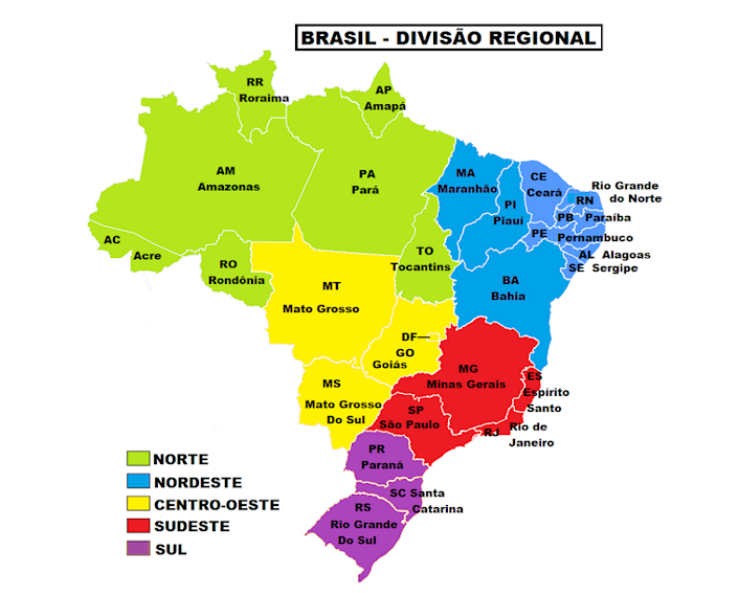 BRASIL - DIVISÃO REGIONAL
RR
Roraima
AP
Amapá
AM
Amazonas
PA
Pará
MA
Maranhão
CE
Ceará
Rio Grande
do Norte
RN
PI
Piauí
PB Paraíba
PE Pernambuco
AL Alagoas
SE Sergipe
AC
Acre
RO
Rondônia
TO
Tocantins
BA
Bahia
MT
Mato Grosso
DF
GO
Goiás
MG
Minas Gerais
ES
Espírito
Santo
MS
Mato Grosso
Do Sul
SP
São Paulo
RJ Rio de
Janeiro
PR
Paraná
SC Santa
Catarina
RS
Rio Grande
Do Sul
NORTE
NORDESTE
CENTRO-OESTE
SUDESTE
SUL